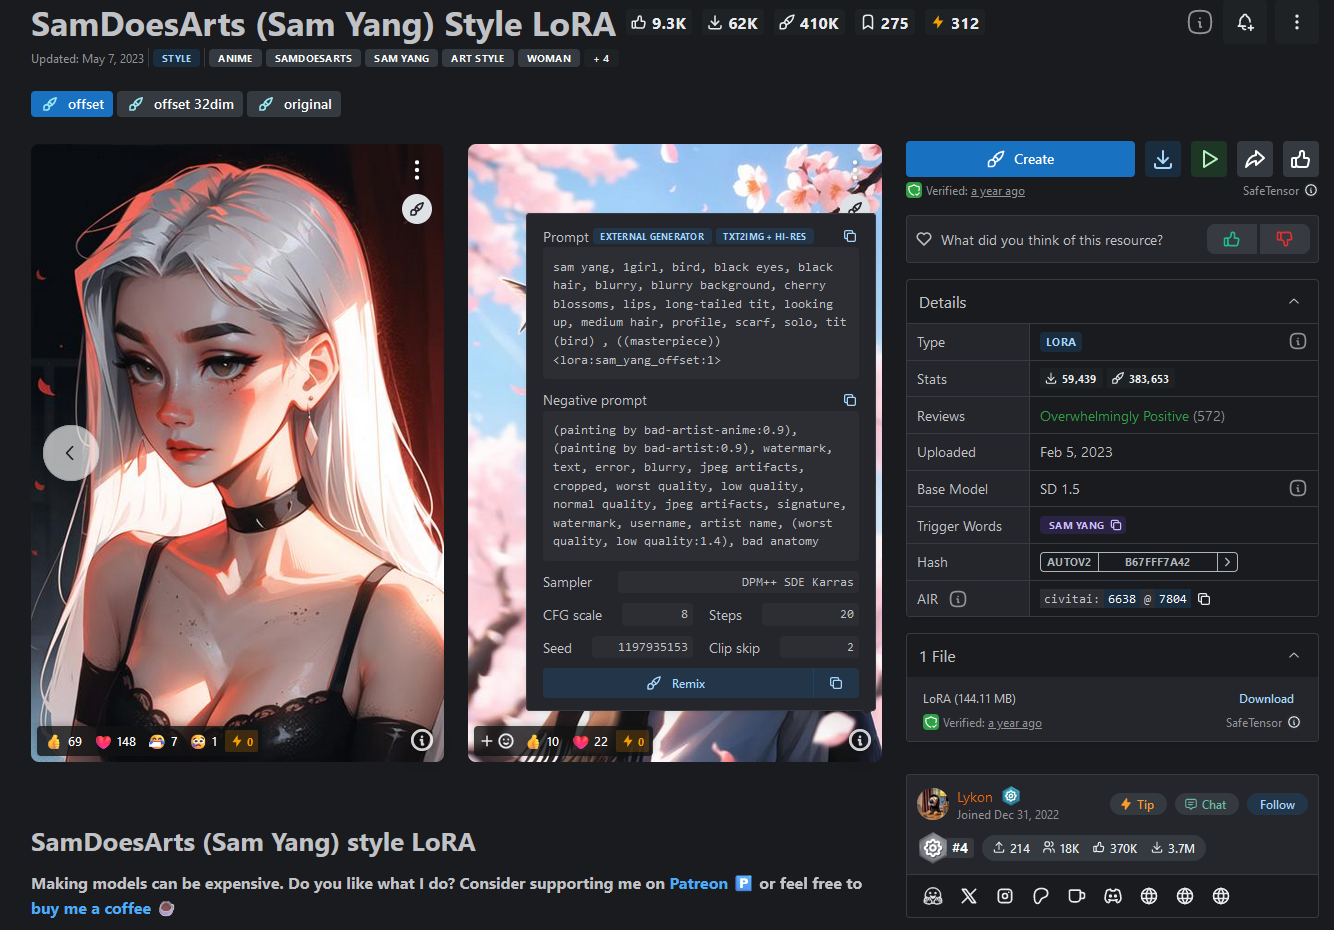 SamDoesArts (Sam Yang) Style LoRA 9.3K 62K 410K 275 312
Updated: May 7, 2023 STYLE ANIME SAMDOESARTS SAM YANG ART STYLE WOMAN + 4
offset offset 32dim original
Prompt EXTERNAL GENERATOR TXT2IMG + HI-RES
sam yang, 1girl, bird, black eyes, black
hair, blurry, blurry background, cherry
blossoms, lips, long-tailed tit, looking
up, medium hair, profile, scarf, solo, tit
(bird) , ((masterpiece))
<lora:sam_yang_offset:1>
Negative prompt
(painting by bad-artist-anime:0.9),
(painting by bad-artist:0.9), watermark,
text, error, blurry, jpeg artifacts,
cropped, worst quality, low quality,
normal quality, jpeg artifacts, signature,
watermark, username, artist name, (worst
quality, low quality:1.4), bad anatomy
Sampler DPM++ SDE Karras
CFG scale 8 Steps 20
Seed 1197935153 Clip skip 2
Remix
69 148 7 1 0
10 22 0
Create
Verified: a year ago SafeTensor
What did you think of this resource?
Details
Type LORA
Stats 59,439 383,653
Reviews Overwhelmingly Positive (572)
Uploaded Feb 5, 2023
Base Model SD 1.5
Trigger Words SAM YANG
Hash AUTOV2 B67FFF7A42
AIR civitai: 6638 @ 7804
1 File
LoRA (144.11 MB) Download
Verified: a year ago SafeTensor
Lykon Tip Chat Follow
Joined Dec 31, 2022
#4 214 18K 370K 3.7M
SamDoesArts (Sam Yang) style LoRA
Making models can be expensive. Do you like what I do? Consider supporting me on Patreon 🅿️ or feel free to
buy me a coffee ☕